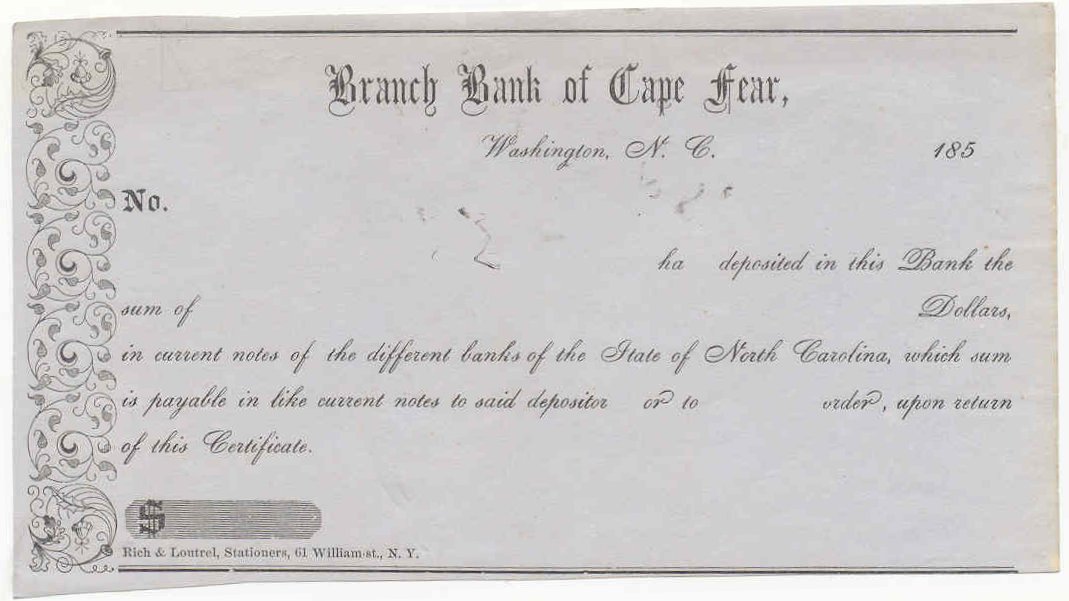 Branch Bank of Cape Fear,
Washington, N. C. 185
No.
ha deposited in this Bank the
sum of Dollars,
in current notes of the different banks of the State of North Carolina, which sum
is payable in like current notes to said depositor or to order, upon return
of this Certificate.
$
Rich & Loutrel, Stationers, 61 William-st., N. Y.